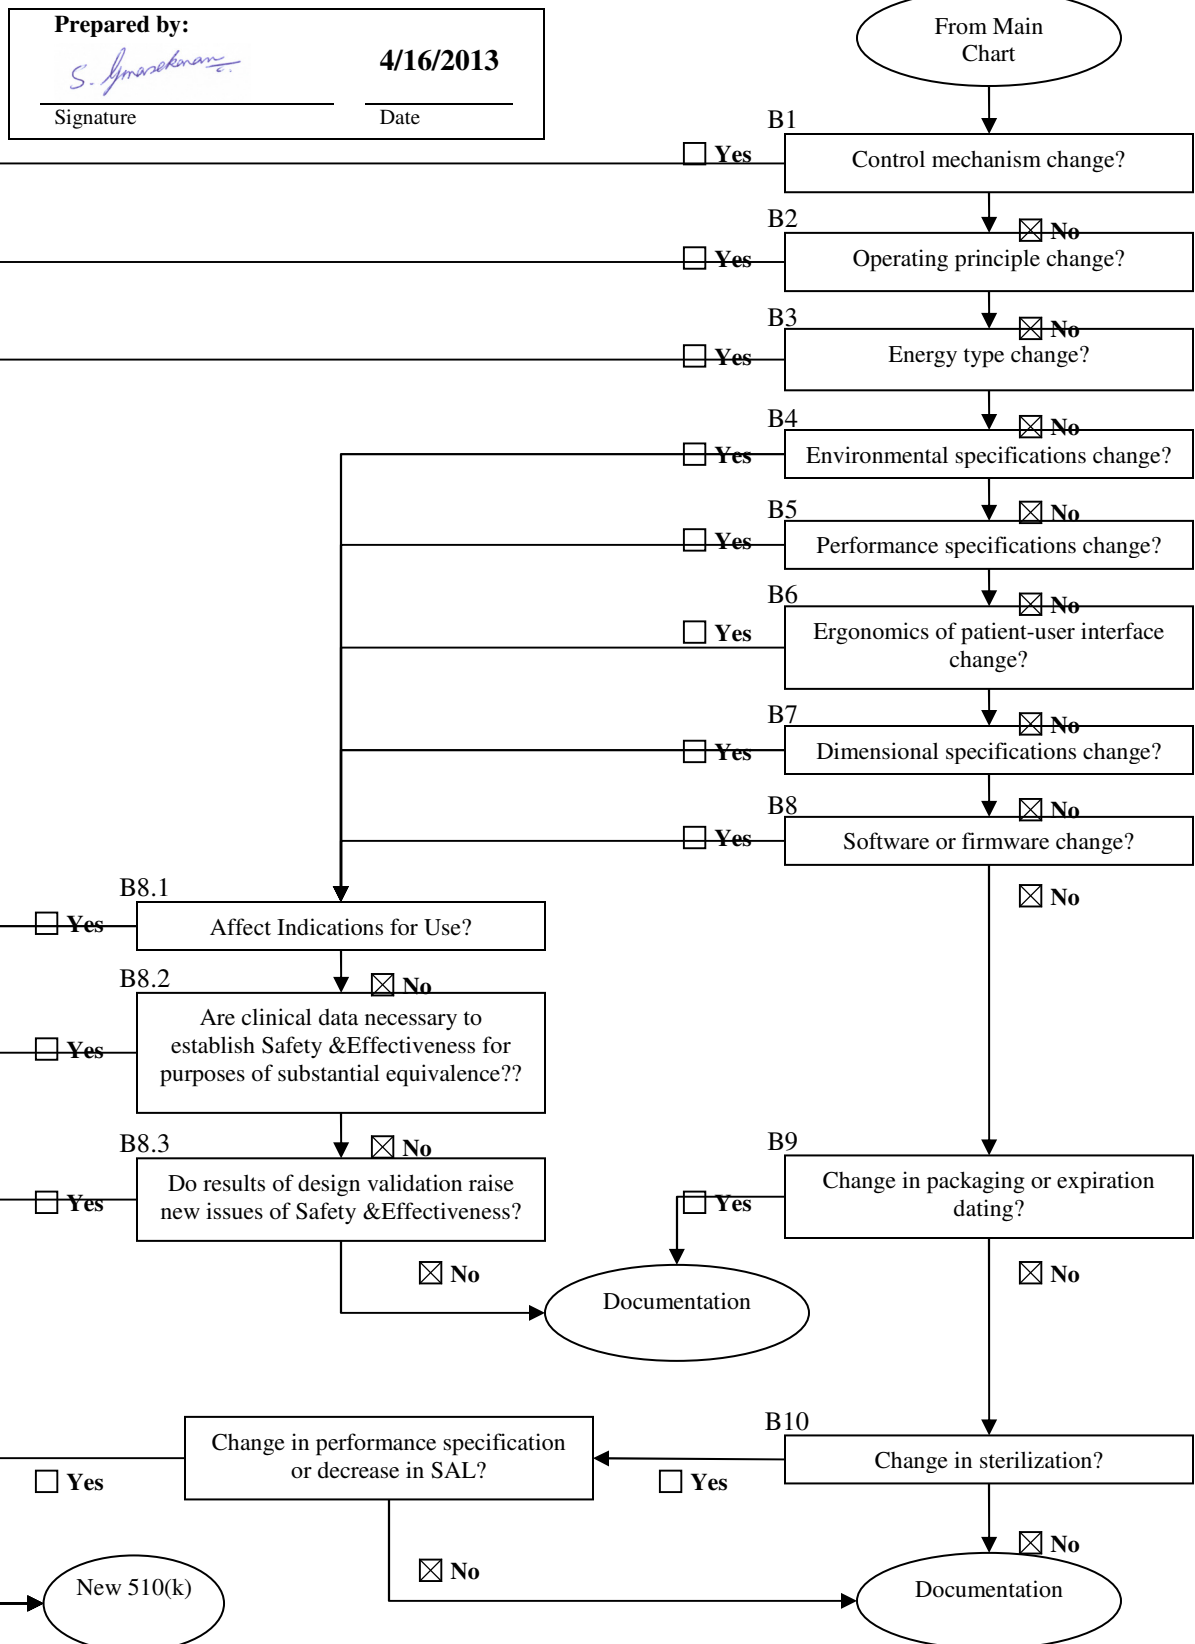 Prepared by:
4/16/2013
Signature
Date
From Main
Chart
B1
Yes
Control mechanism change?
No
B2
Yes
Operating principle change?
No
B3
Yes
Energy type change?
No
B4
Yes
Environmental specifications change?
No
B5
Yes
Performance specifications change?
No
B6
Yes
Ergonomics of patient-user interface
change?
No
B7
Yes
Dimensional specifications change?
No
B8
Yes
Software or firmware change?
No
B8.1
Yes
Affect Indications for Use?
No
B8.2
Yes
Are clinical data necessary to
establish Safety &Effectiveness for
purposes of substantial equivalence??
No
B8.3
Yes
Do results of design validation raise
new issues of Safety &Effectiveness?
No
B9
Yes
Change in packaging or expiration
dating?
No
Documentation
B10
Yes
Change in sterilization?
No
Change in performance specification
or decrease in SAL?
Yes
No
New 510(k)
Documentation